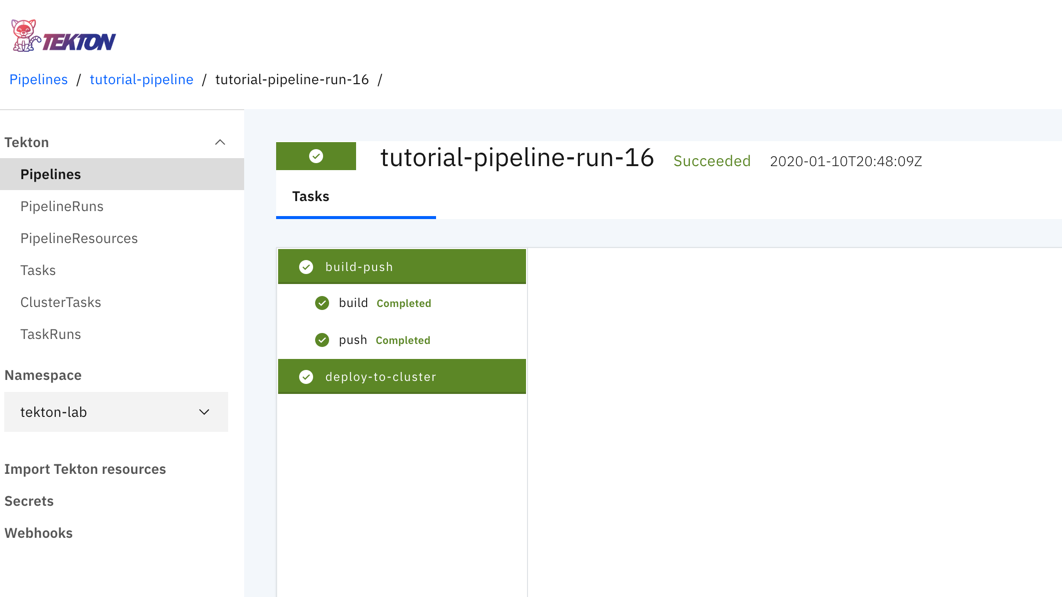 TEKTON
Pipelines / tutorial-pipeline / tutorial-pipeline-run-16 /
Tekton
Pipelines
PipelineRuns
PipelineResources
Tasks
ClusterTasks
TaskRuns
Namespace
tekton-lab
Import Tekton resources
Secrets
Webhooks
tutorial-pipeline-run-16 Succeeded 2020-01-10T20:48:09Z
Tasks
build-push
build Completed
push Completed
deploy-to-cluster